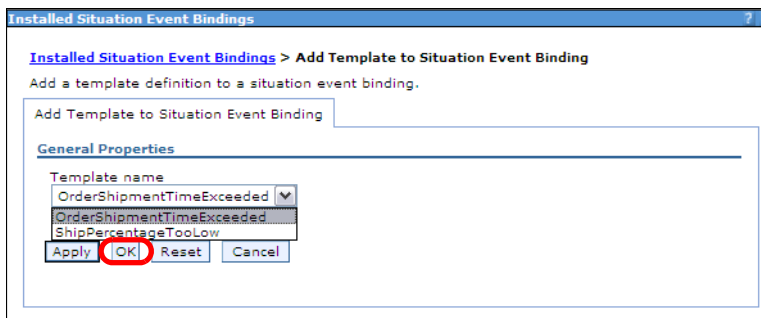 Installed Situation Event Bindings ?
Installed Situation Event Bindings > Add Template to Situation Event Binding
Add a template definition to a situation event binding.
Add Template to Situation Event Binding
General Properties
Template name
OrderShipmentTimeExceeded
OrderShipmentTimeExceeded
ShipPercentageTooLow
Apply OK Reset Cancel